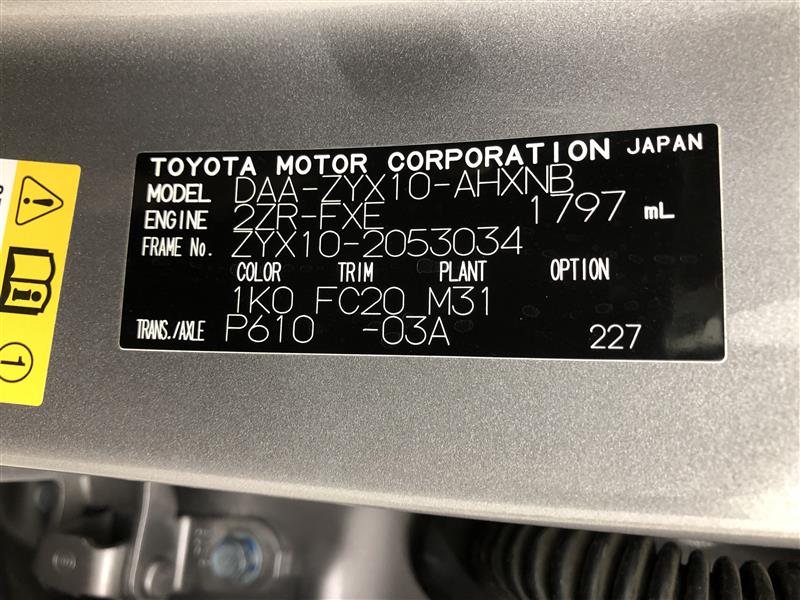 TOYOTA MOTOR CORPORATION JAPAN
MODEL DAA-ZYX10-AHXNB
ENGINE 2ZR-FXE 1797 mL
FRAME No. ZYX10-2053034
COLOR TRIM PLANT OPTION
1K0 FC20 M31
TRANS./AXLE P610 -03A 227
1